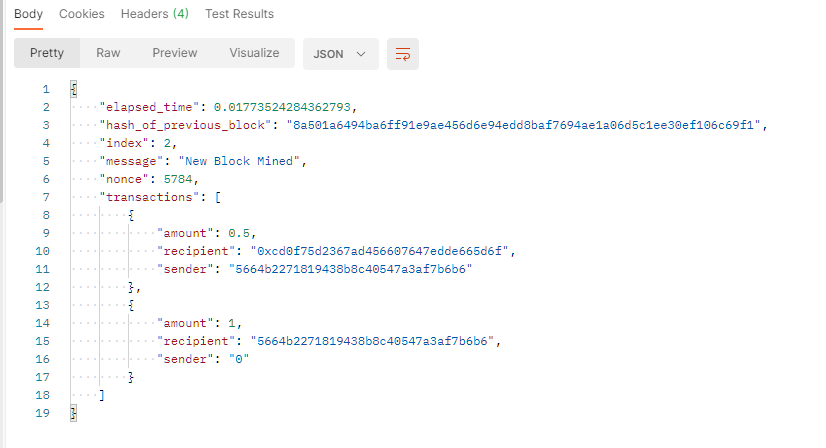 Body Cookies Headers (4) Test Results
Pretty Raw Preview Visualize JSON
1 {
2 "elapsed_time": 0.01773524284362793,
3 "hash_of_previous_block": "8a501a6494ba6ff91e9ae456d6e94edd8baf7694ae1a06d5c1ee30ef106c69f1",
4 "index": 2,
5 "message": "New Block Mined",
6 "nonce": 5784,
7 "transactions": [
8 {
9 "amount": 0.5,
10 "recipient": "0xcd0f75d2367ad456607647edde665d6f",
11 "sender": "5664b2271819438b8c40547a3af7b6b6"
12 },
13 {
14 "amount": 1,
15 "recipient": "5664b2271819438b8c40547a3af7b6b6",
16 "sender": "0"
17 }
18 ]
19 }